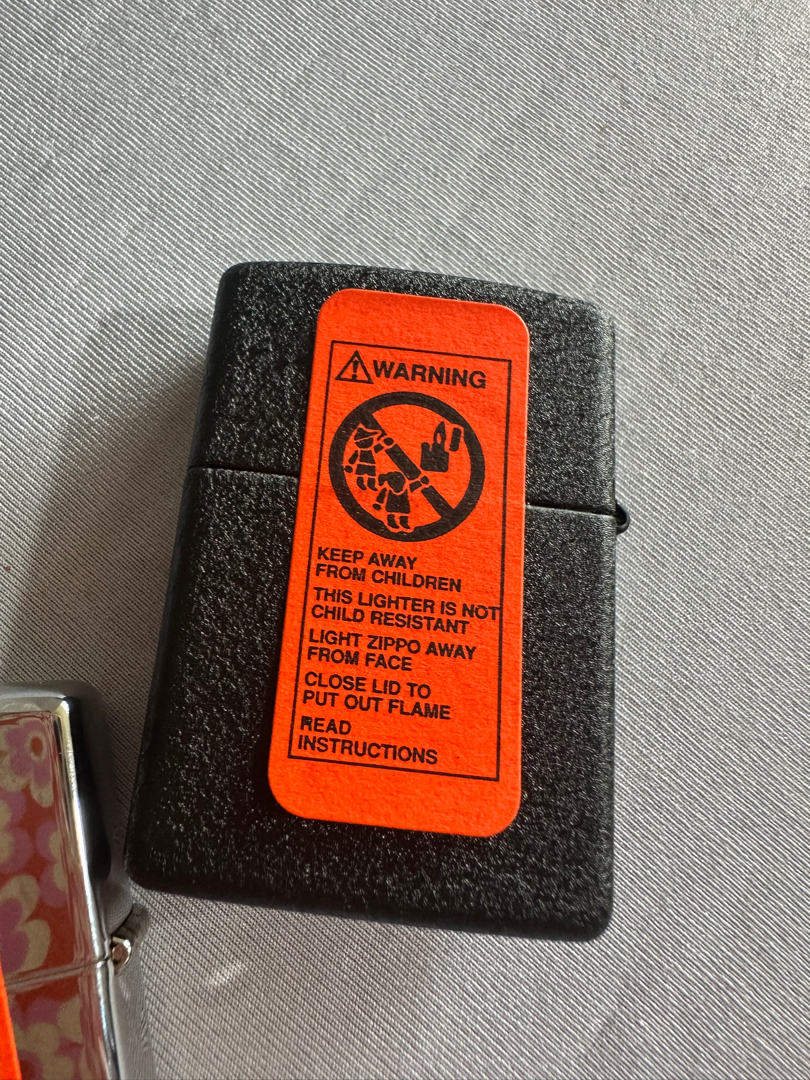 WARNING
KEEP AWAY
FROM CHILDREN
THIS LIGHTER IS NOT
CHILD RESISTANT
LIGHT ZIPPO AWAY
FROM FACE
CLOSE LID TO
PUT OUT FLAME
READ
INSTRUCTIONS